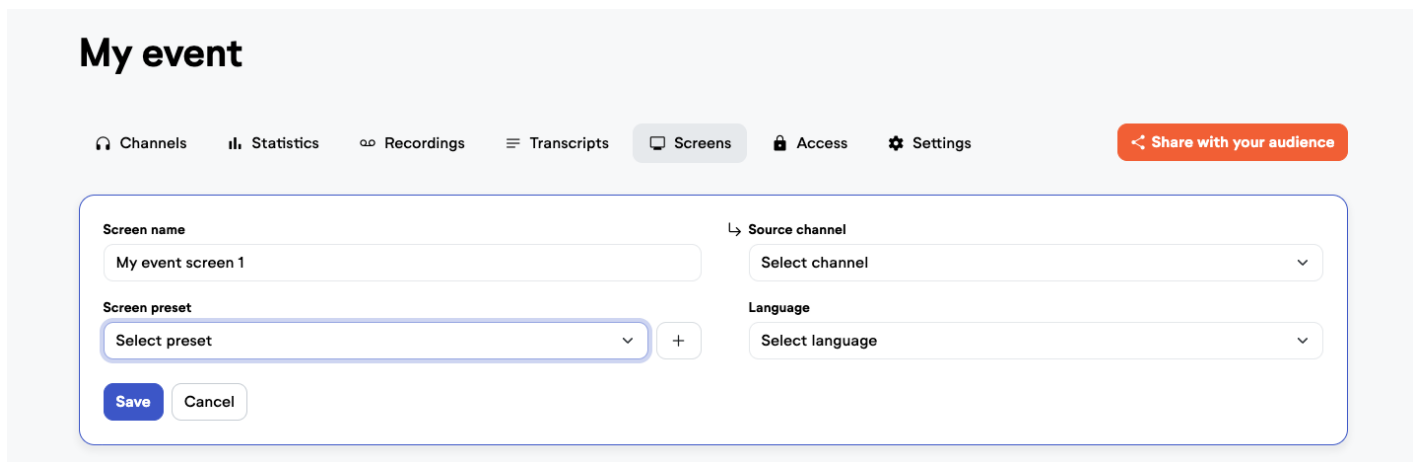 My event
Channels Statistics Recordings Transcripts Screens Access Settings Share with your audience
Screen name
My event screen 1
Source channel
Select channel
Screen preset
Select preset
Language
Select language
Save Cancel